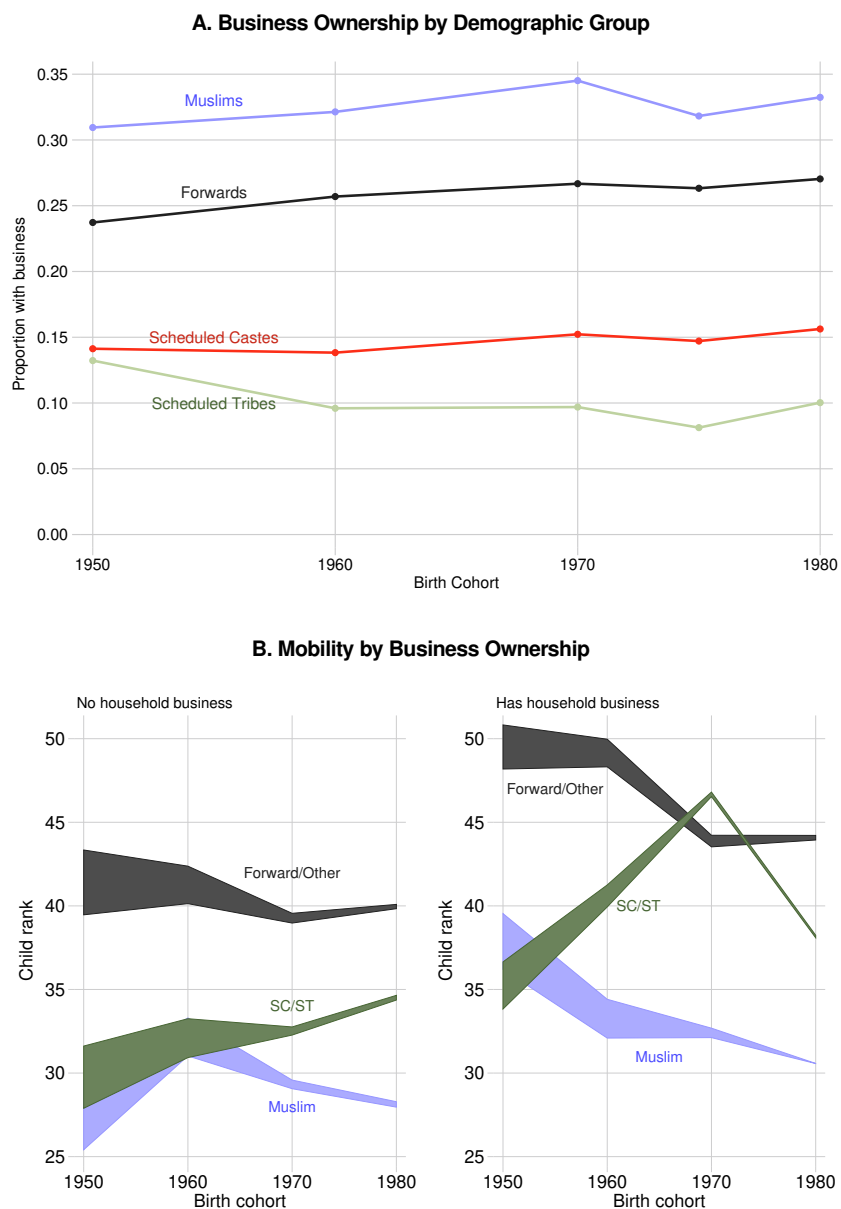 A. Business Ownership by Demographic Group
Proportion with business
0.35
0.30
0.25
0.20
0.15
0.10
0.05
0.00
Muslims
Forwards
Scheduled Castes
Scheduled Tribes
1950 1960 1970 1980
Birth Cohort
B. Mobility by Business Ownership
No household business
Child rank
50
45
40
35
30
25
Forward/Other
SC/ST
Muslim
1950 1960 1970 1980
Birth cohort
Has household business
Child rank
50
45
40
35
30
25
Forward/Other
SC/ST
Muslim
1950 1960 1970 1980
Birth cohort